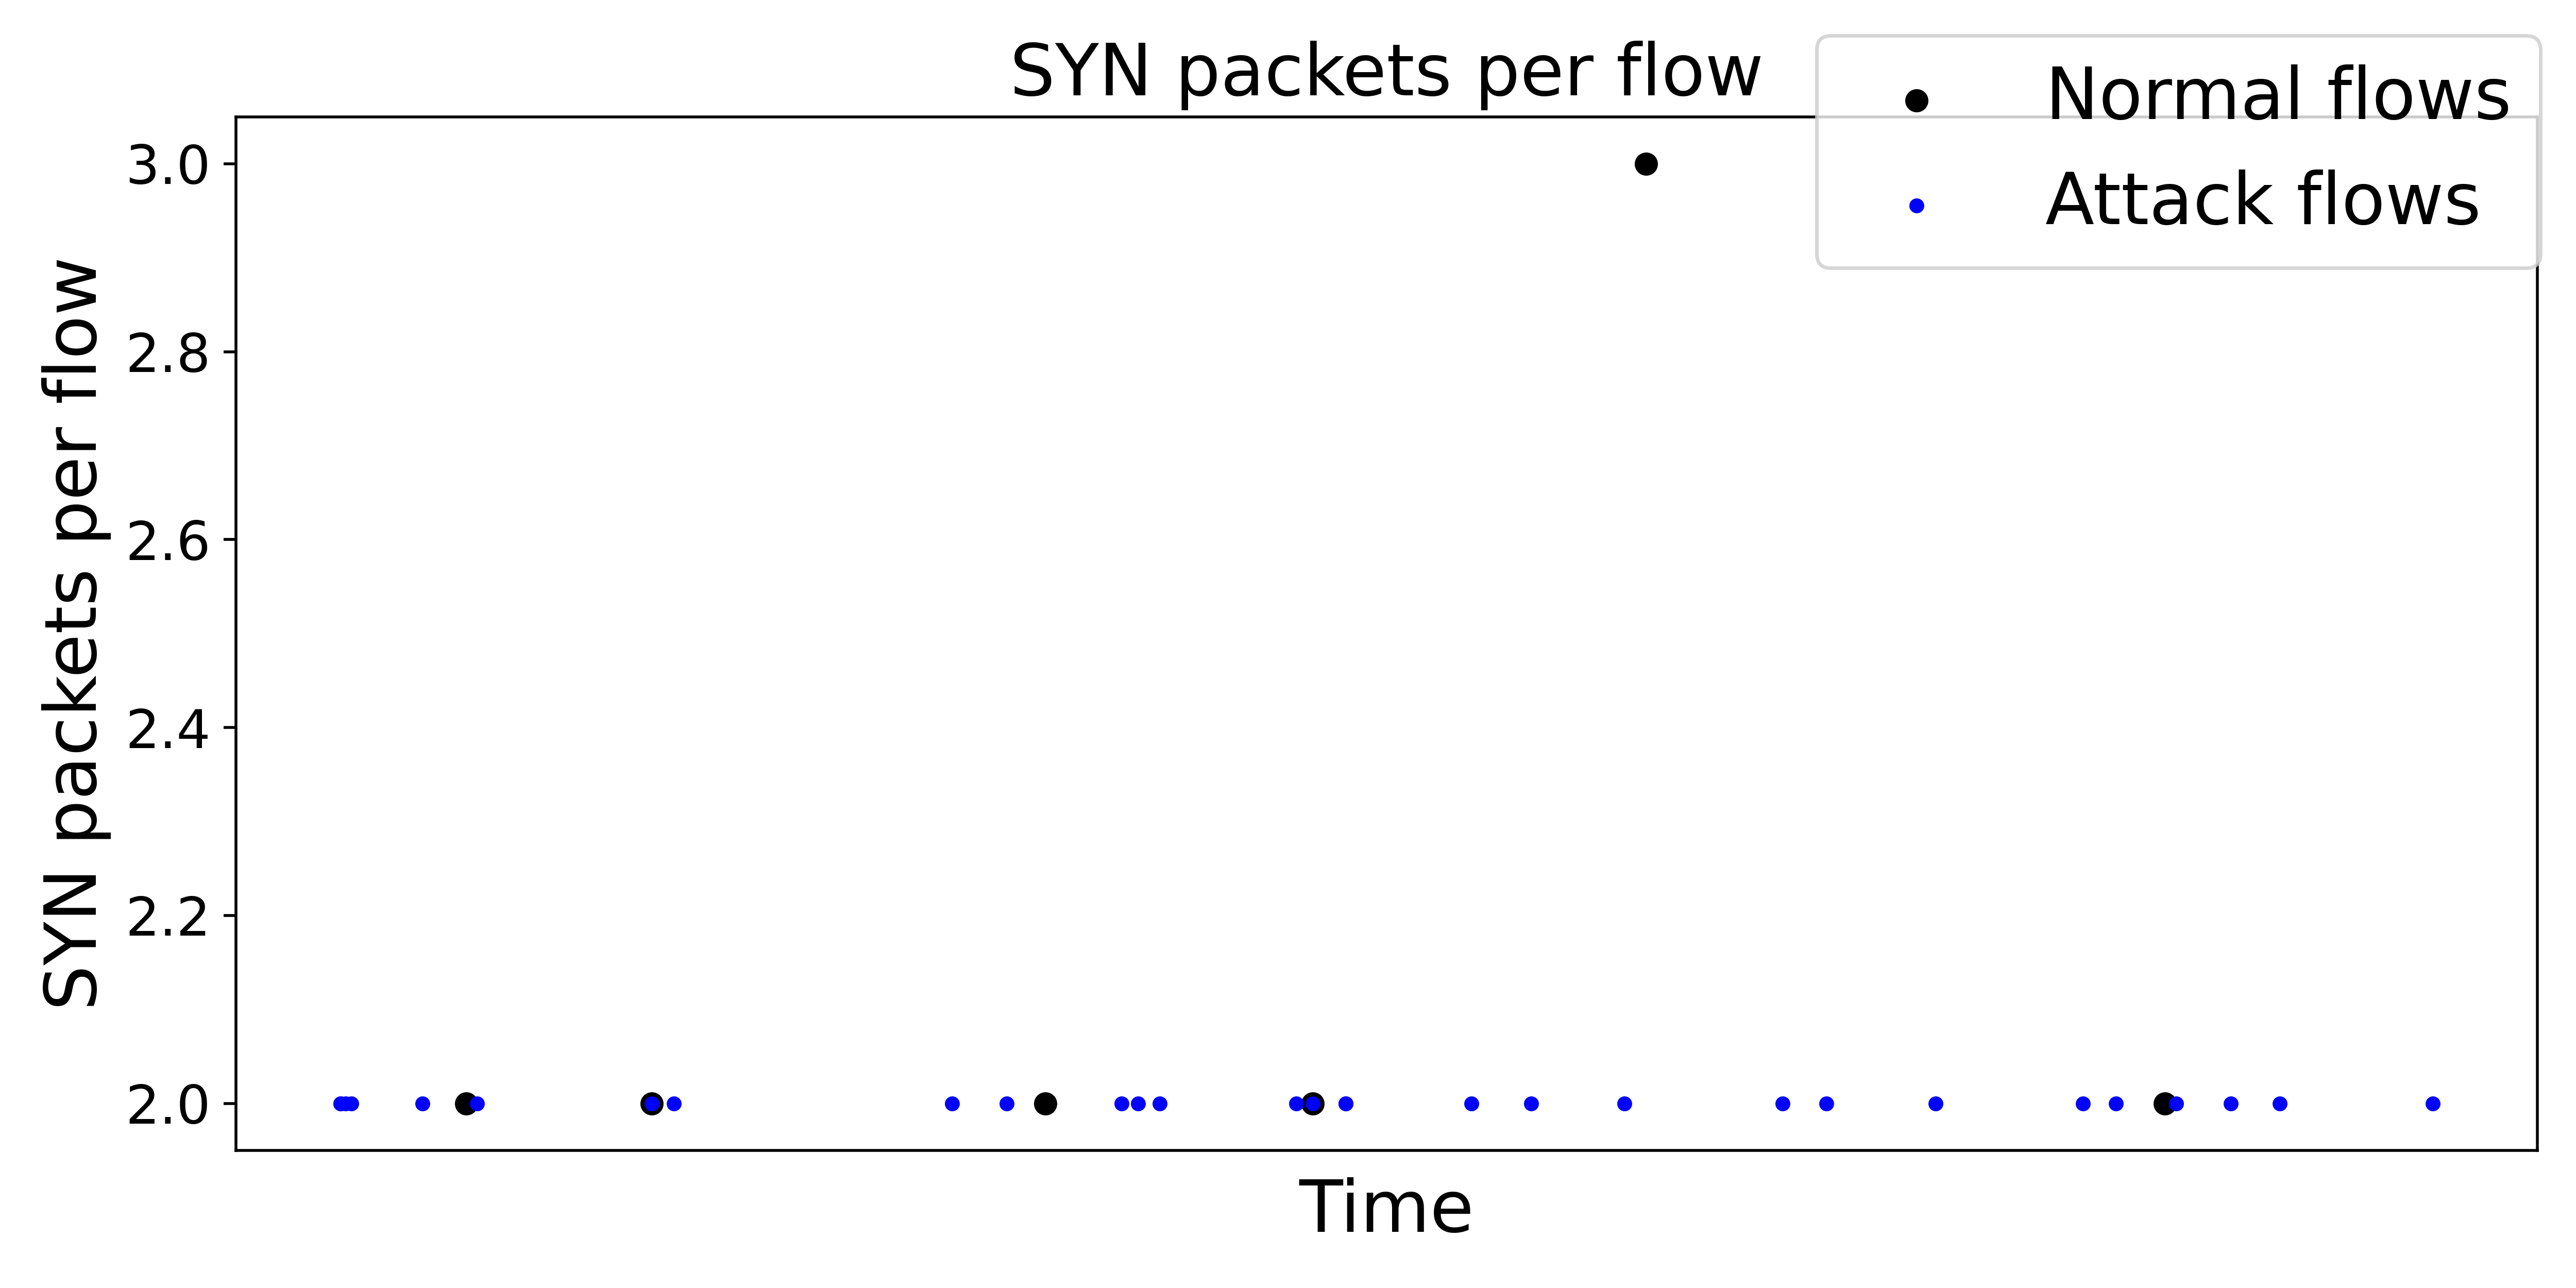 SYN packets per flow
Normal flows
Attack flows
SYN packets per flow
3.0
2.8
2.6
2.4
2.2
2.0
Time